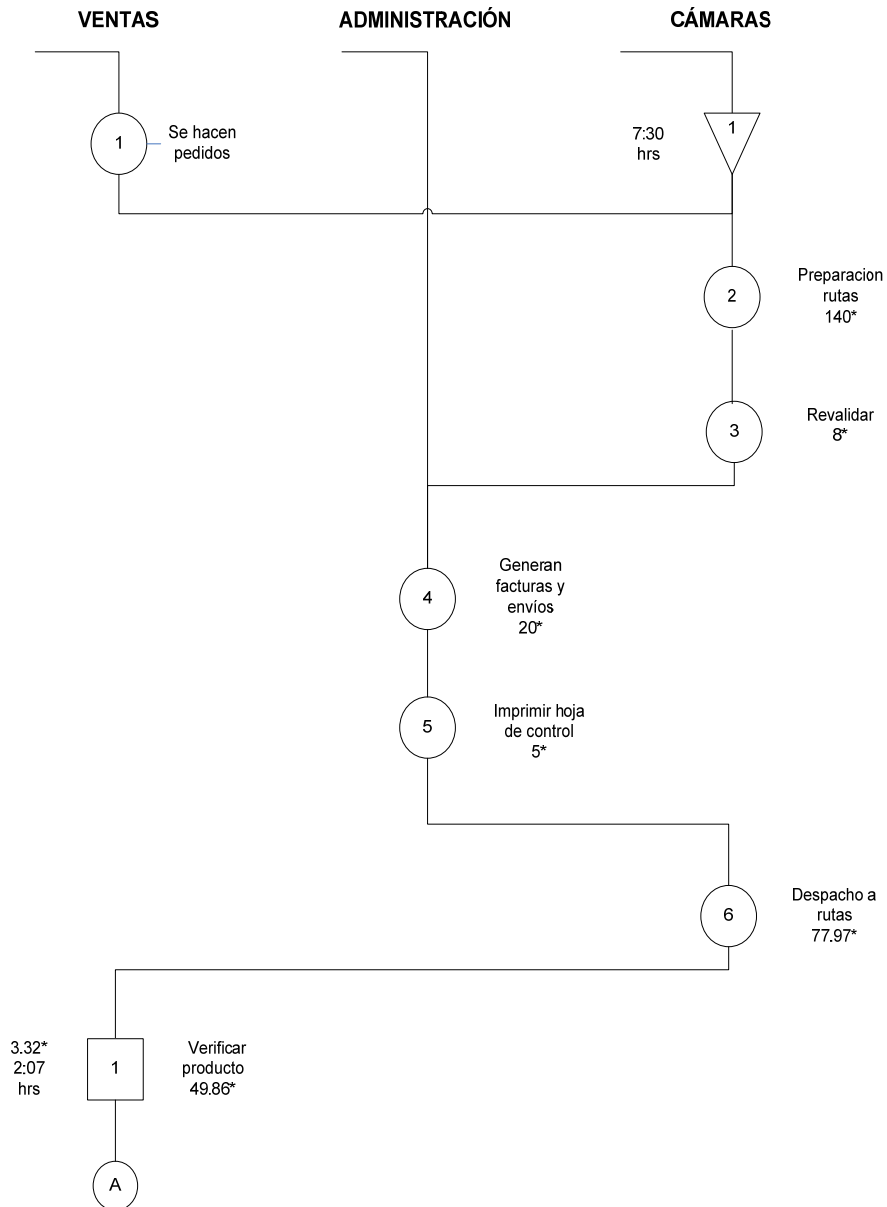 VENTAS
ADMINISTRACIÓN
CÁMARAS
1
Se hacen
pedidos
7:30
hrs
1
2
Preparacion
rutas
140*
3
Revalidar
8*
4
Generan
facturas y
envíos
20*
5
Imprimir hoja
de control
5*
6
Despacho a
rutas
77.97*
3.32*
2:07
hrs
1
Verificar
producto
49.86*
A